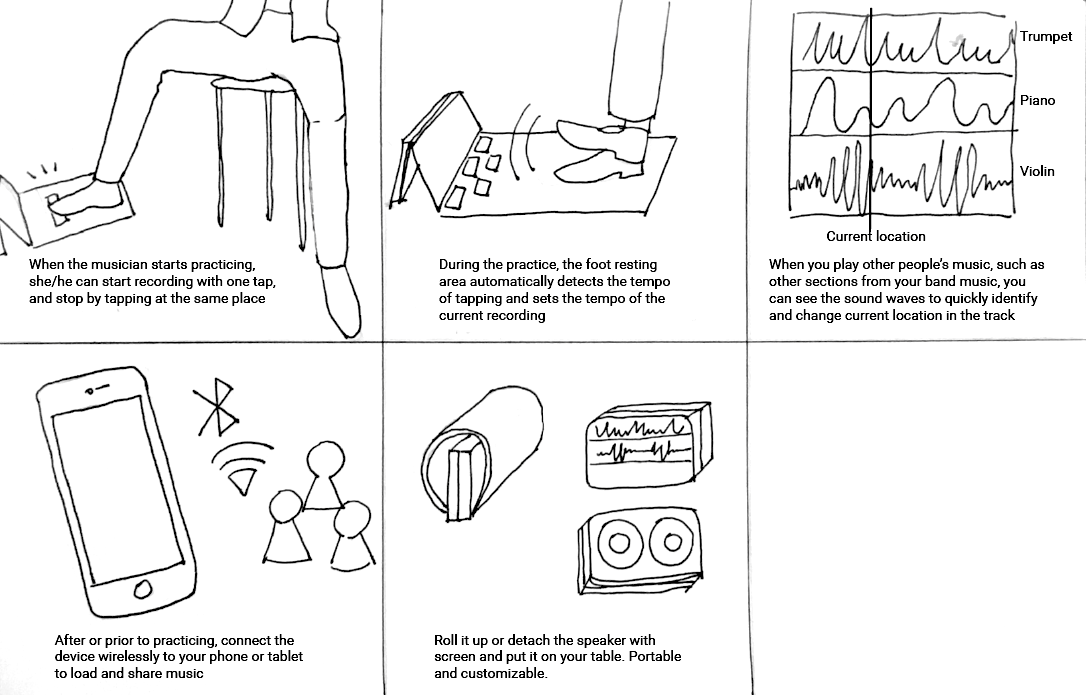 When the musician starts practicing,
she/he can start recording with one tap,
and stop by tapping at the same place
During the practice, the foot resting
area automatically detects the tempo
of tapping and sets the tempo of the
current recording
Trumpet
Piano
Violin
Current location
When you play other people’s music, such as
other sections from your band music, you
can see the sound waves to quickly identify
and change current location in the track
After or prior to practicing, connect the
device wirelessly to your phone or tablet
to load and share music
Roll it up or detach the speaker with
screen and put it on your table. Portable
and customizable.